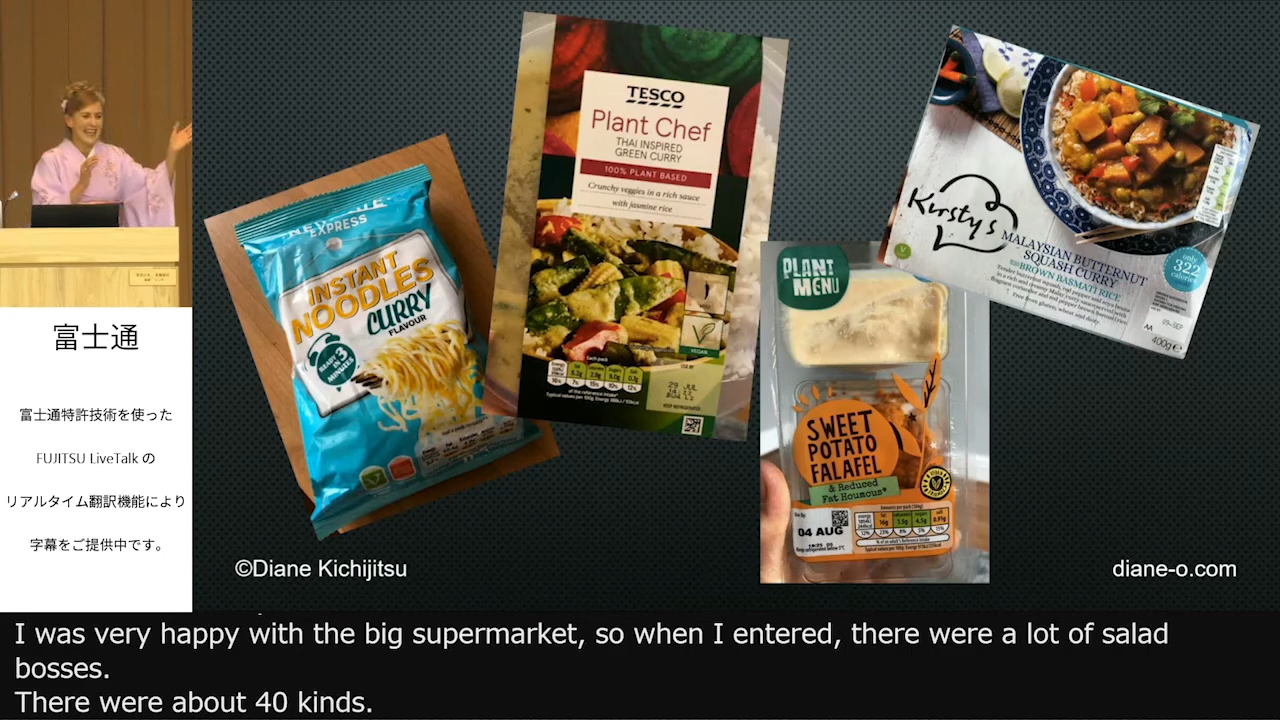 富士通
富士通特許技術を使った
FUJITSU LiveTalk の
リアルタイム翻訳機能により
字幕をご提供中です。
EXPRESS
INSTANT
NOODLES
CURRY
FLAVOUR
READY
IN 3
MINUTES
TESCO
Plant Chef
THAI INSPIRED
GREEN CURRY
100% PLANT BASED
Crunchy veggies in a rich sauce
with jasmine rice
VEGAN
Each pack
29 JUL
PLANT
MENU
SWEET
POTATO
FALAFEL
& Reduced
Fat Houmous*
04 AUG
Kirsty's
MALAYSIAN BUTTERNUT
SQUASH CURRY
BROWN BASMATI RICE
only
322
calories
09-SEP
400g
©Diane Kichijitsu
diane-o.com
I was very happy with the big supermarket, so when I entered, there were a lot of salad
bosses.
There were about 40 kinds.